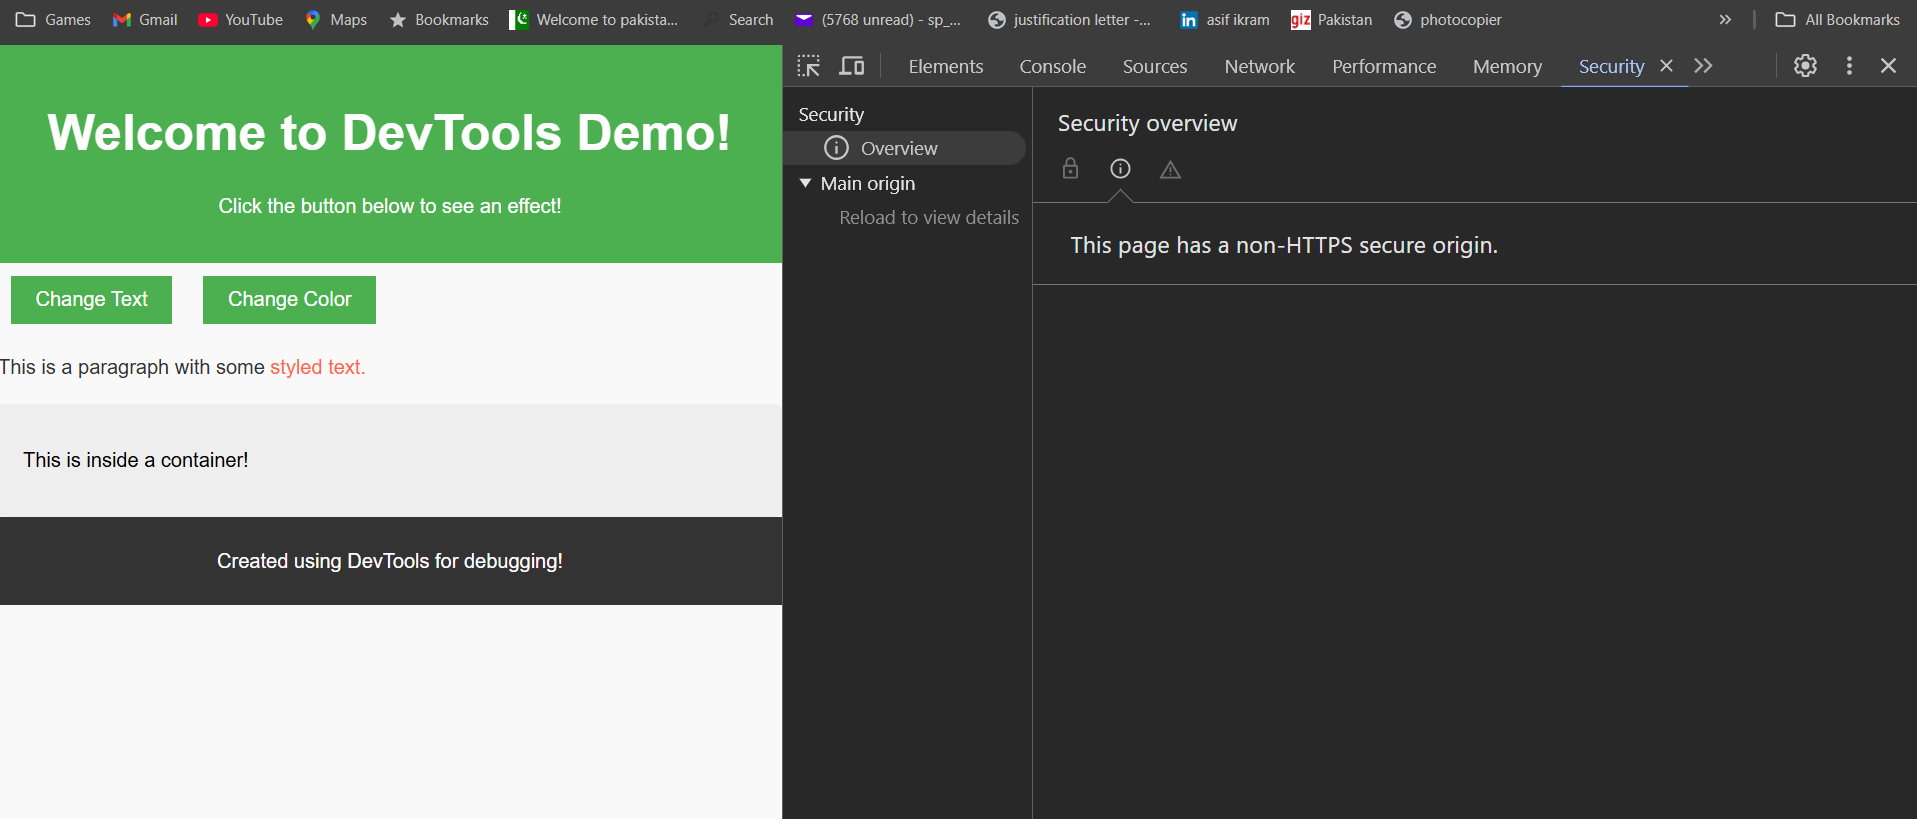 Games Gmail YouTube Maps Bookmarks Welcome to pakista... Search (5768 unread) - sp_... justification letter -... in asif ikram giz Pakistan photocopier » All Bookmarks
Elements Console Sources Network Performance Memory Security
Welcome to DevTools Demo!
Click the button below to see an effect!
Change Text Change Color
This is a paragraph with some styled text.
This is inside a container!
Created using DevTools for debugging!
Security
Overview
Main origin
Reload to view details
Security overview
This page has a non-HTTPS secure origin.